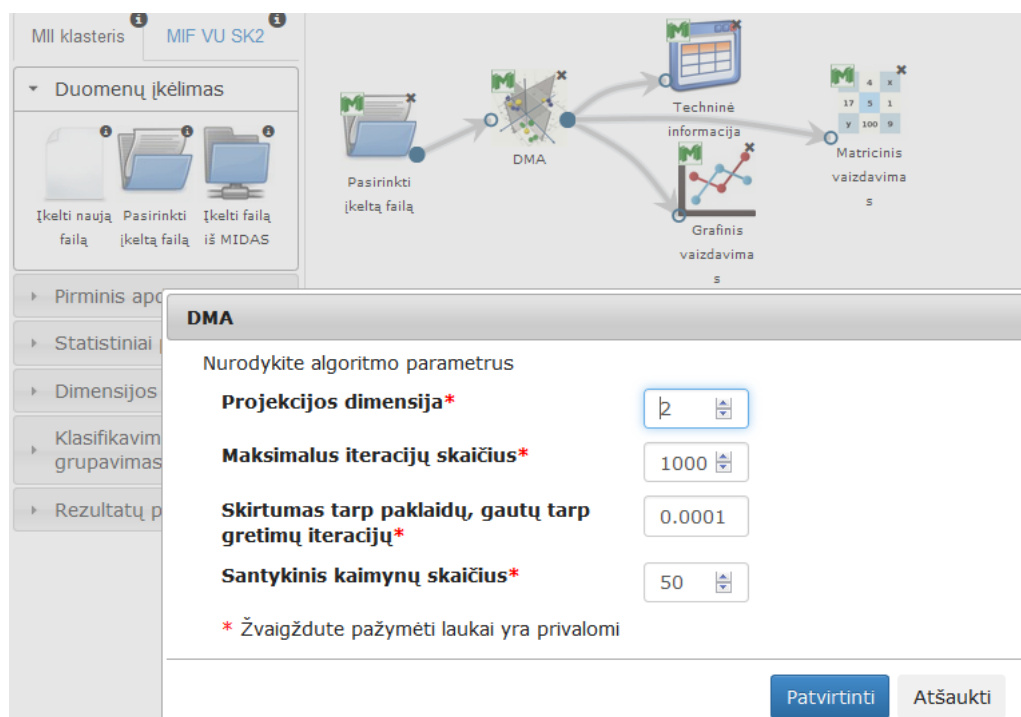 MII klasteris
MIF VU SK2
Duomenų įkėlimas
Įkelti naują
failą
Pasirinkti
įkeltą failą
Įkelti failą
iš MIDAS
Pirminis apd
Statistiniai
Dimensijos
Klasifikavim
grupavimas
Rezultatų p
Pasirinkti
įkeltą failą
DMA
Techninė
informacija
Grafinis
vaizdavima
s
4 x
17 5 1
y 100 9
Matricinis
vaizdavima
s
DMA
Nurodykite algoritmo parametrus
Projekcijos dimensija*
2
Maksimalus iteracijų skaičius*
1000
Skirtumas tarp paklaidų, gautų tarp
gretimų iteracijų*
0.0001
Santykinis kaimynų skaičius*
50
* Žvaigždute pažymėti laukai yra privalomi
Patvirtinti
Atšaukti